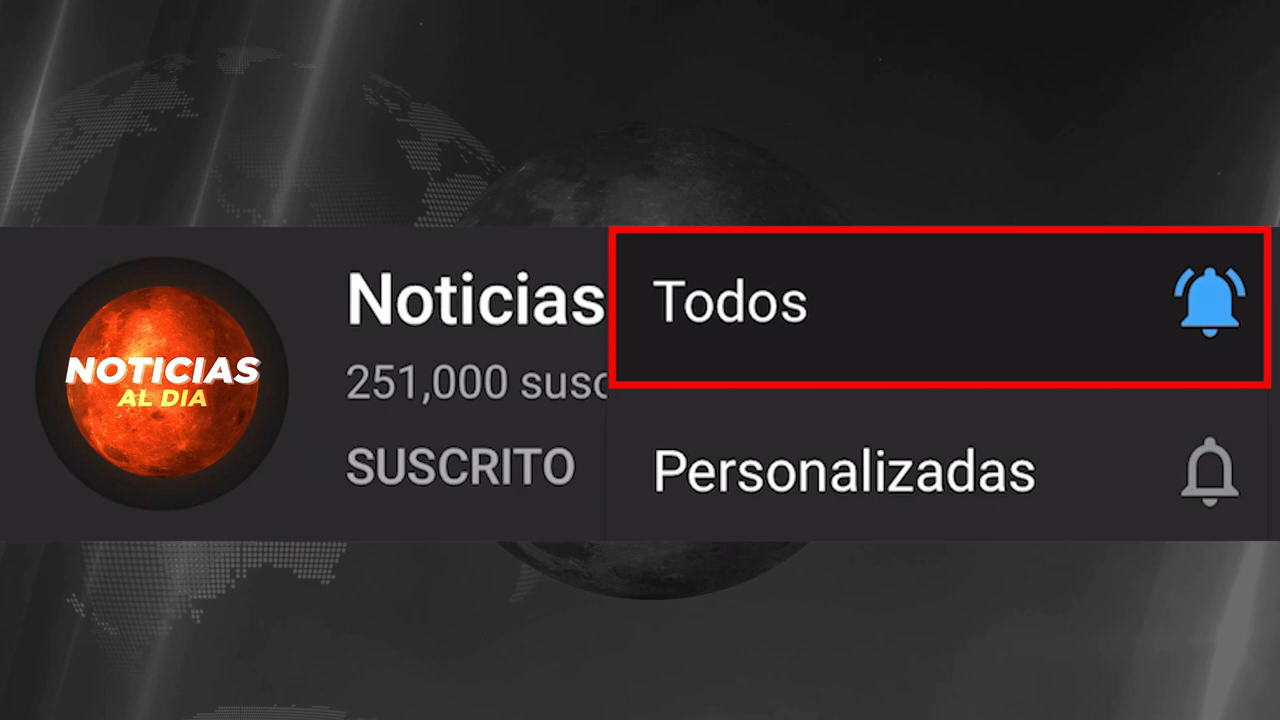 NOTICIAS
AL DIA
Noticias
251,000 susc
SUSCRITO
Todos
Personalizadas